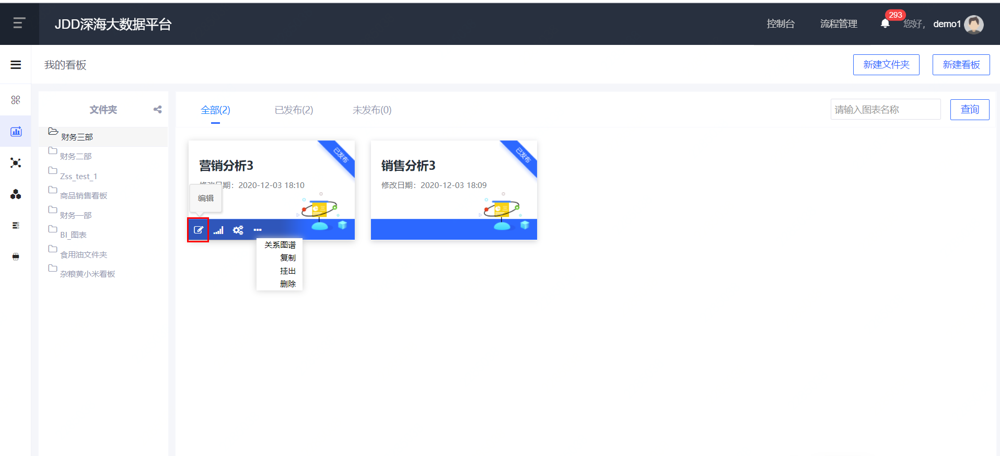 JDD深海大数据平台
控制台
流程管理
293
您好,
demo1
我的看板
新建文件夹
新建看板
文件夹
财务三部
财务二部
Zss_test_1
商品销售看板
财务一部
BI_图表
食用油文件夹
杂粮黄小米看板
全部(2)
已发布(2)
未发布(0)
请输入图表名称
查询
已发布
营销分析3
修改日期：2020-12-03 18:10
编辑
关系图谱
复制
挂出
删除
已发布
销售分析3
修改日期：2020-12-03 18:09